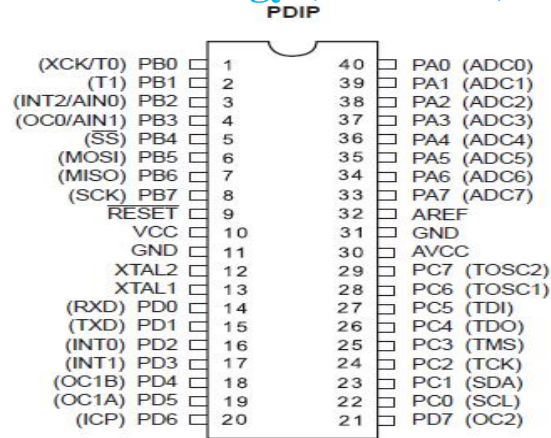 PDIP
(XCK/T0) PB0 1 40 PA0 (ADC0)
(T1) PB1 2 39 PA1 (ADC1)
(INT2/AIN0) PB2 3 38 PA2 (ADC2)
(OC0/AIN1) PB3 4 37 PA3 (ADC3)
(SS) PB4 5 36 PA4 (ADC4)
(MOSI) PB5 6 35 PA5 (ADC5)
(MISO) PB6 7 34 PA6 (ADC6)
(SCK) PB7 8 33 PA7 (ADC7)
RESET 9 32 AREF
VCC 10 31 GND
GND 11 30 AVCC
XTAL2 12 29 PC7 (TOSC2)
XTAL1 13 28 PC6 (TOSC1)
(RXD) PD0 14 27 PC5 (TDI)
(TXD) PD1 15 26 PC4 (TDO)
(INT0) PD2 16 25 PC3 (TMS)
(INT1) PD3 17 24 PC2 (TCK)
(OC1B) PD4 18 23 PC1 (SDA)
(OC1A) PD5 19 22 PC0 (SCL)
(ICP) PD6 20 21 PD7 (OC2)